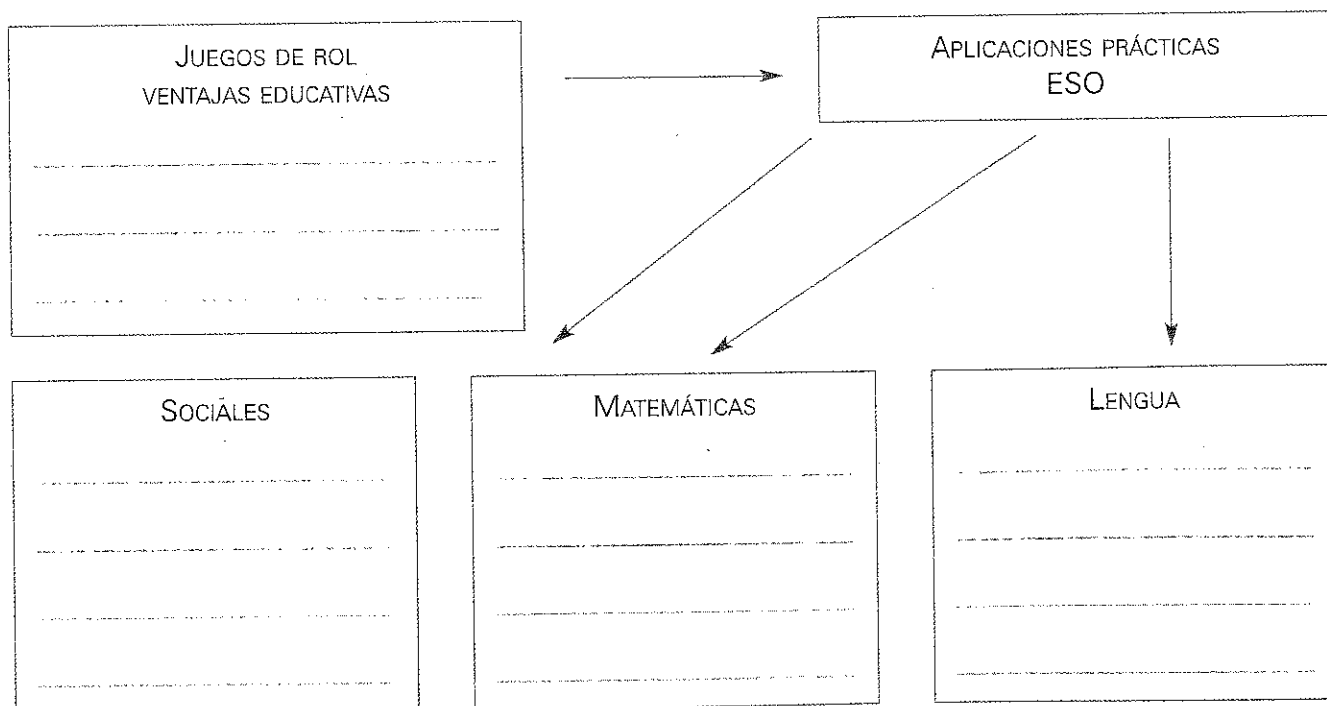 JUEGOS DE ROL
VENTAJAS EDUCATIVAS
APLICACIONES PRÁCTICAS
ESO
SOCIALES
MATEMÁTICAS
LENGUA